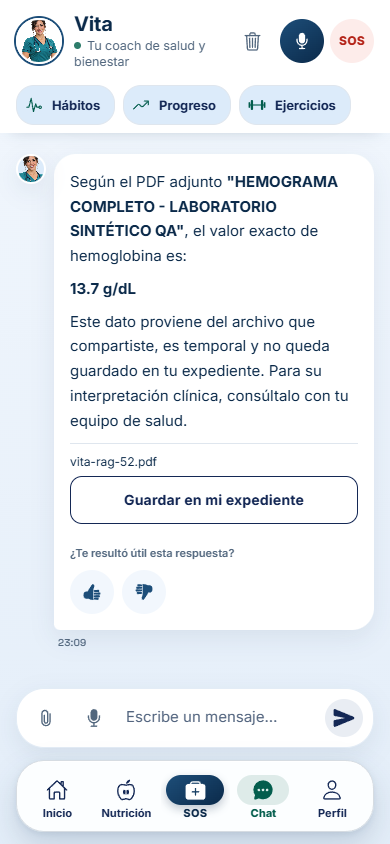 Vita
Tu coach de salud y
bienestar
SOS
Hábitos
Progreso
Ejercicios
Según el PDF adjunto "HEMOGRAMA
COMPLETO - LABORATORIO
SINTÉTICO QA", el valor exacto de
hemoglobina es:
13.7 g/dL
Este dato proviene del archivo que
compartiste, es temporal y no queda
guardado en tu expediente. Para su
interpretación clínica, consúltalo con tu
equipo de salud.
vita-rag-52.pdf
Guardar en mi expediente
¿Te resultó útil esta respuesta?
23:09
Escribe un mensaje...
Inicio
Nutrición
SOS
Chat
Perfil